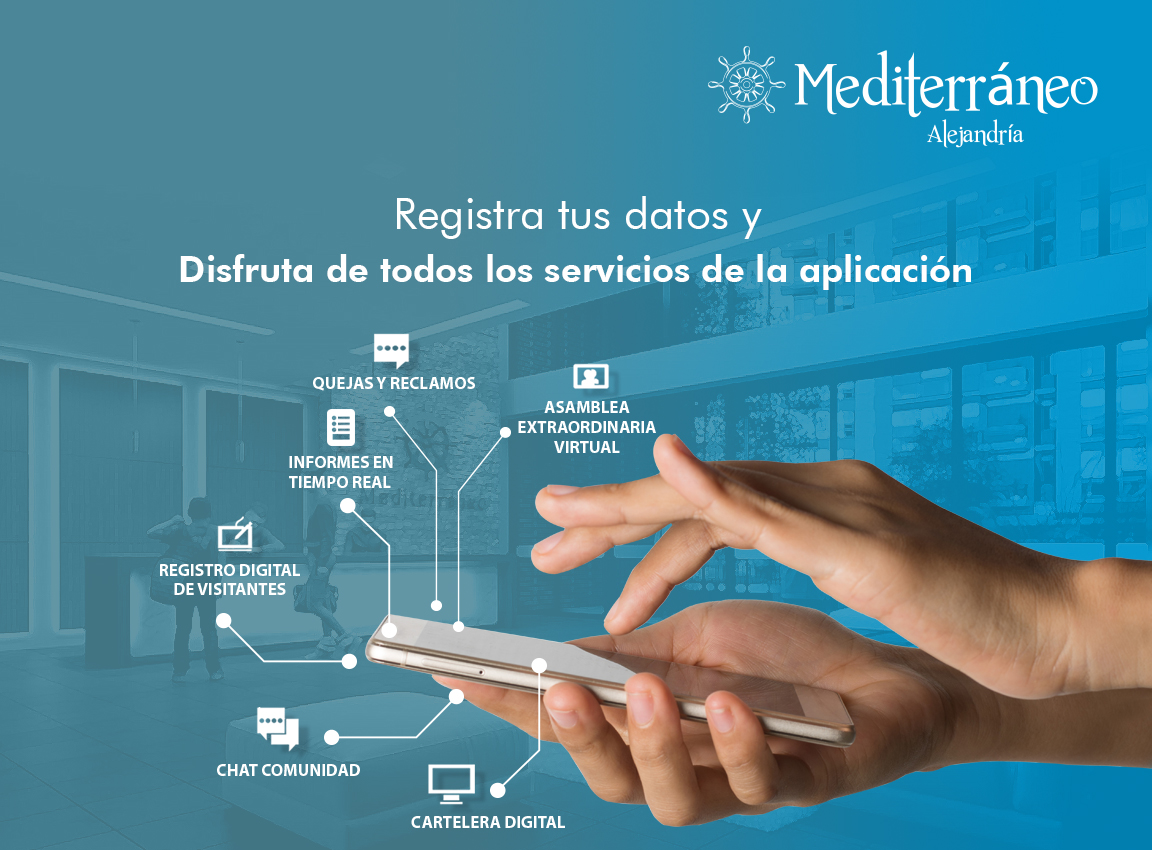 Mediterráneo
Alejandría
Registra tus datos y
Disfruta de todos los servicios de la aplicación
QUEJAS Y RECLAMOS
ASAMBLEA
EXTRAORDINARIA
VIRTUAL
INFORMES EN
TIEMPO REAL
Mediterráneo
REGISTRO DIGITAL
DE VISITANTES
CHAT COMUNIDAD
CARTELERA DIGITAL